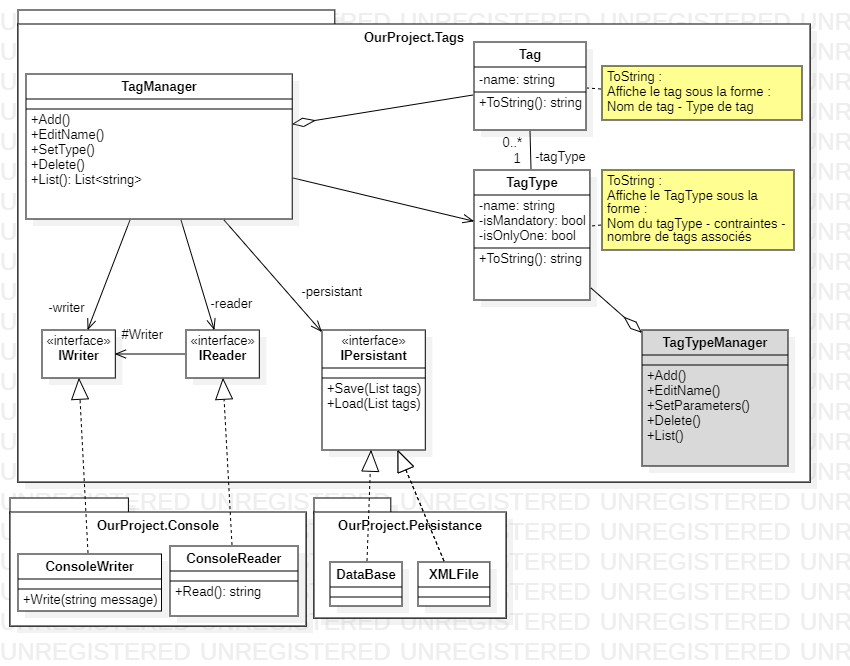 OurProject.Tags
TagManager
+Add()
+EditName()
+SetType()
+Delete()
+List(): List<string>
Tag
-name: string
+ToString(): string
ToString :
Affiche le tag sous la forme :
Nom de tag - Type de tag
0..*
1
-tagType
TagType
-name: string
-isMandatory: bool
-isOnlyOne: bool
+ToString(): string
ToString :
Affiche le TagType sous la
forme :
Nom du tagType - contraintes -
nombre de tags associés
-writer
-reader
-persistant
«interface»
IWriter
#Writer
«interface»
IReader
«interface»
IPersistant
+Save(List tags)
+Load(List tags)
TagTypeManager
+Add()
+EditName()
+SetParameters()
+Delete()
+List()
OurProject.Console
ConsoleWriter
+Write(string message)
ConsoleReader
+Read(): string
OurProject.Persistance
DataBase
XMLFile
UNREGISTERED UNREGISTERED UNREGISTERED UNREGISTERED